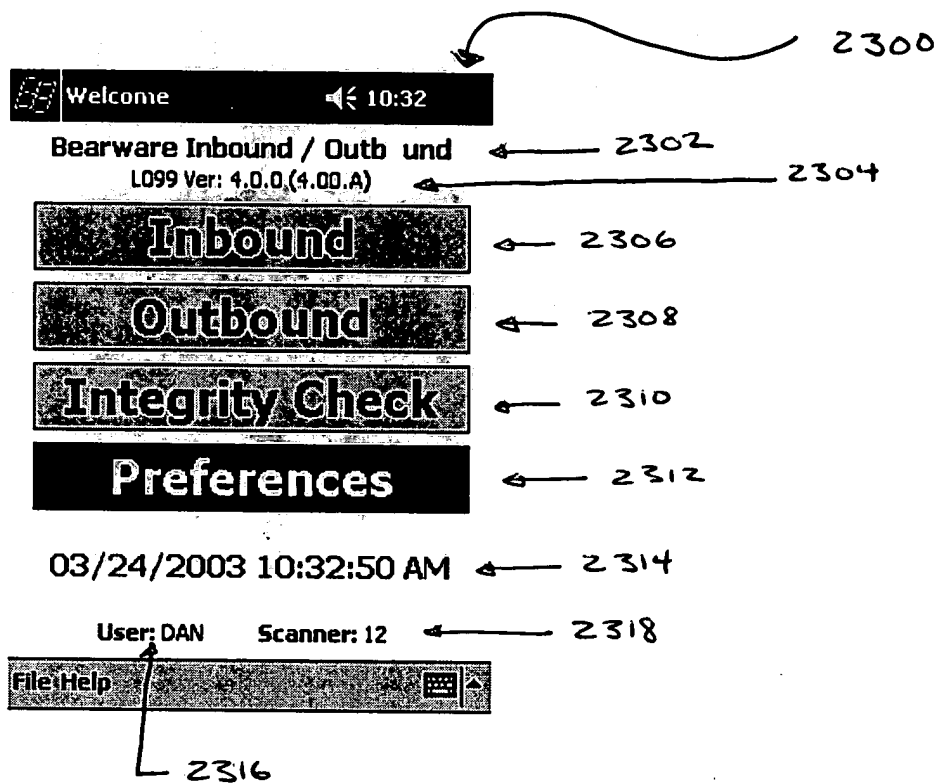 2300
Welcome 10:32
Bearware Inbound / Outb und 2302
L099 Ver: 4.0.0.(4.00.A) 2304
Inbound 2306
Outbound 2308
Integrity Check 2310
Preferences 2312
03/24/2003 10:32:50 AM 2314
User: DAN Scanner: 12 2318
File Help
2316